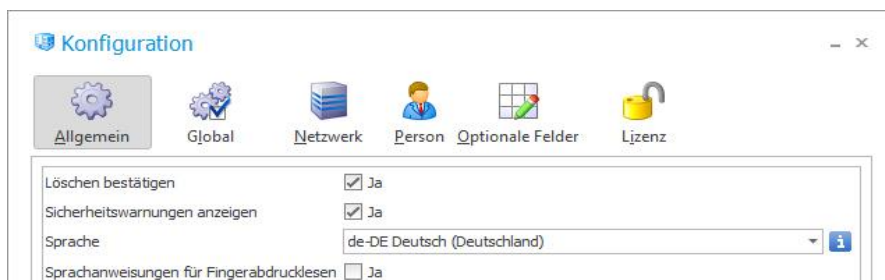 Konfiguration
Allgemein Global Netzwerk Person Optionale Felder Lizenz
Löschen bestätigen Ja
Sicherheitswarnungen anzeigen Ja
Sprache de-DE Deutsch (Deutschland)
Sprachanweisungen für Fingerabdrucklesen Ja